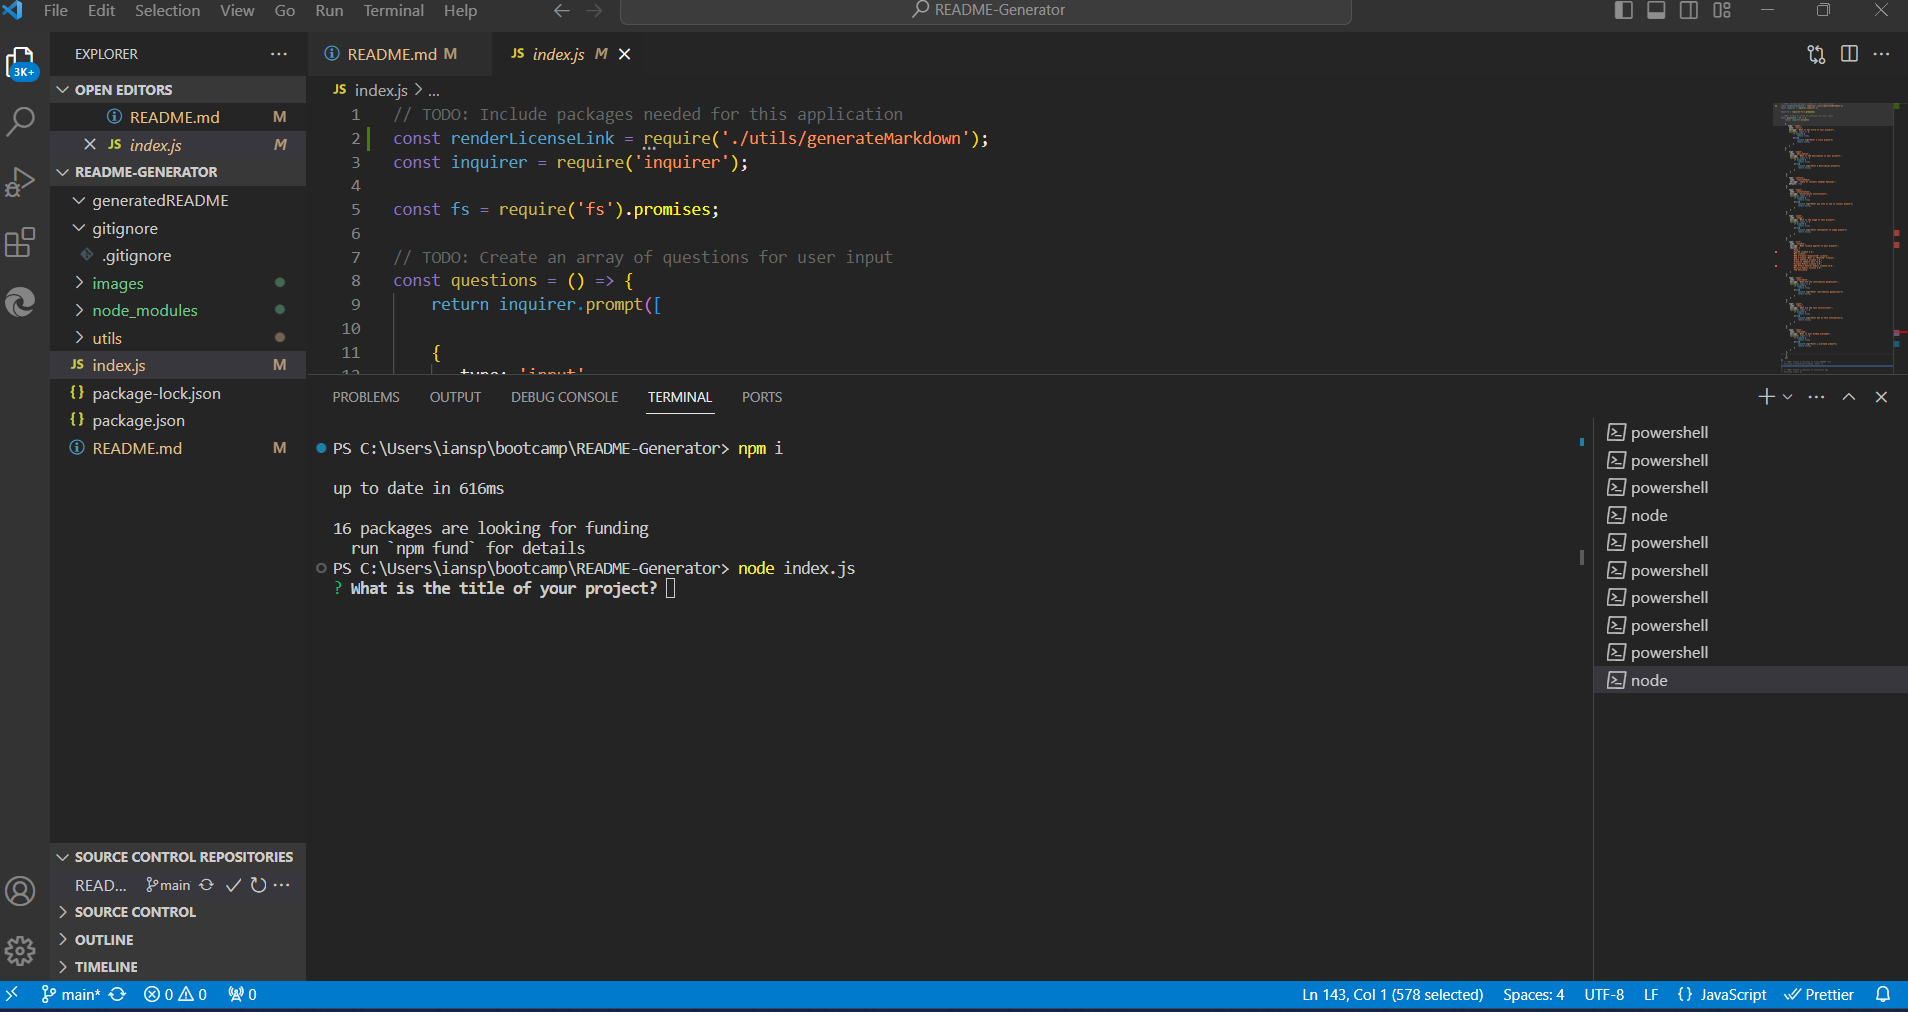 File Edit Selection View Go Run Terminal Help
README-Generator
3K+
EXPLORER
OPEN EDITORS
README.md M
JS index.js M
README-GENERATOR
generatedREADME
gitignore
.gitignore
images
node_modules
utils
JS index.js M
{} package-lock.json
{} package.json
README.md M
SOURCE CONTROL REPOSITORIES
READ... main
SOURCE CONTROL
OUTLINE
TIMELINE
README.md M
JS index.js M
JS index.js > ...
1 // TODO: Include packages needed for this application
2 const renderLicenseLink = require('./utils/generateMarkdown');
3 const inquirer = require('inquirer');
4
5 const fs = require('fs').promises;
6
7 // TODO: Create an array of questions for user input
8 const questions = () => {
9 return inquirer.prompt([
10
11 {
12 type: 'input'
PROBLEMS OUTPUT DEBUG CONSOLE TERMINAL PORTS
PS C:\Users\iansp\bootcamp\README-Generator> npm i
up to date in 616ms
16 packages are looking for funding
run `npm fund` for details
PS C:\Users\iansp\bootcamp\README-Generator> node index.js
? What is the title of your project?
powershell
powershell
powershell
node
powershell
powershell
powershell
powershell
powershell
node
main* 0 0 0
Ln 143, Col 1 (578 selected) Spaces: 4 UTF-8 LF {} JavaScript Prettier